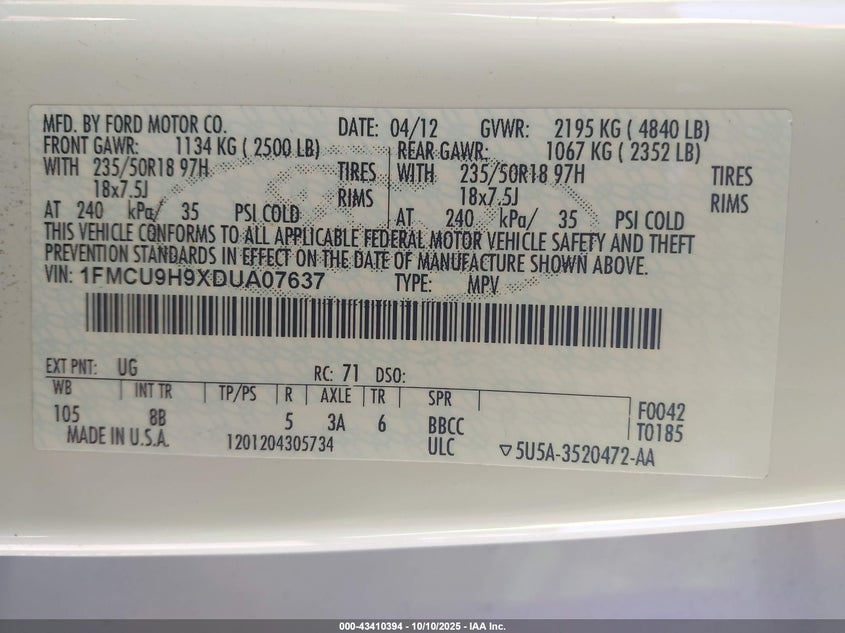 MFD. BY FORD MOTOR CO. DATE: 04/12 GVWR: 2195 KG ( 4840 LB)
FRONT GAWR: 1134 KG ( 2500 LB) REAR GAWR: 1067 KG ( 2352 LB)
WITH 235/50R18 97H TIRES WITH 235/50R18 97H TIRES
18x7.5J RIMS 18x7.5J RIMS
AT 240 kPa/ 35 PSI COLD AT 240 kPa/ 35 PSI COLD
THIS VEHICLE CONFORMS TO ALL APPLICABLE FEDERAL MOTOR VEHICLE SAFETY AND THEFT
PREVENTION STANDARDS IN EFFECT ON THE DATE OF MANUFACTURE SHOWN ABOVE.
VIN: 1FMCU9H9XDUA07637 TYPE: MPV
EXT PNT: UG RC: 71 DSO:
WB INT TR TP/PS R AXLE TR SPR
105 8B 5 3A 6 BBCC F0042
MADE IN U.S.A. 1201204305734 ULC T0185
▽5U5A-3520472-AA
000-43410394 - 10/10/2025 - IAA Inc.